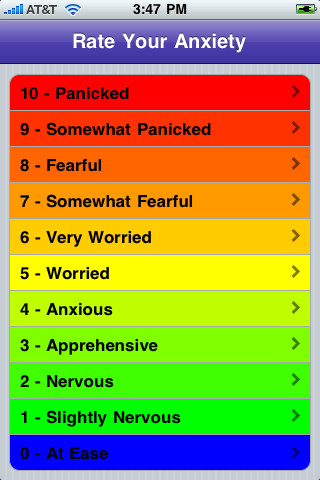 AT&T 3:47 PM
Rate Your Anxiety
10 - Panicked
9 - Somewhat Panicked
8 - Fearful
7 - Somewhat Fearful
6 - Very Worried
5 - Worried
4 - Anxious
3 - Apprehensive
2 - Nervous
1 - Slightly Nervous
0 - At Ease